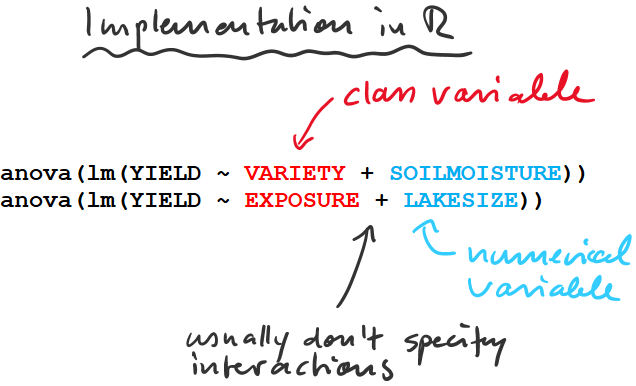 Implementation in R
class variable
anova(lm(YIELD ~ VARIETY + SOILMOISTURE))
anova(lm(YIELD ~ EXPOSURE + LAKESIZE))
numerical
variable
usually don't specify
interactions